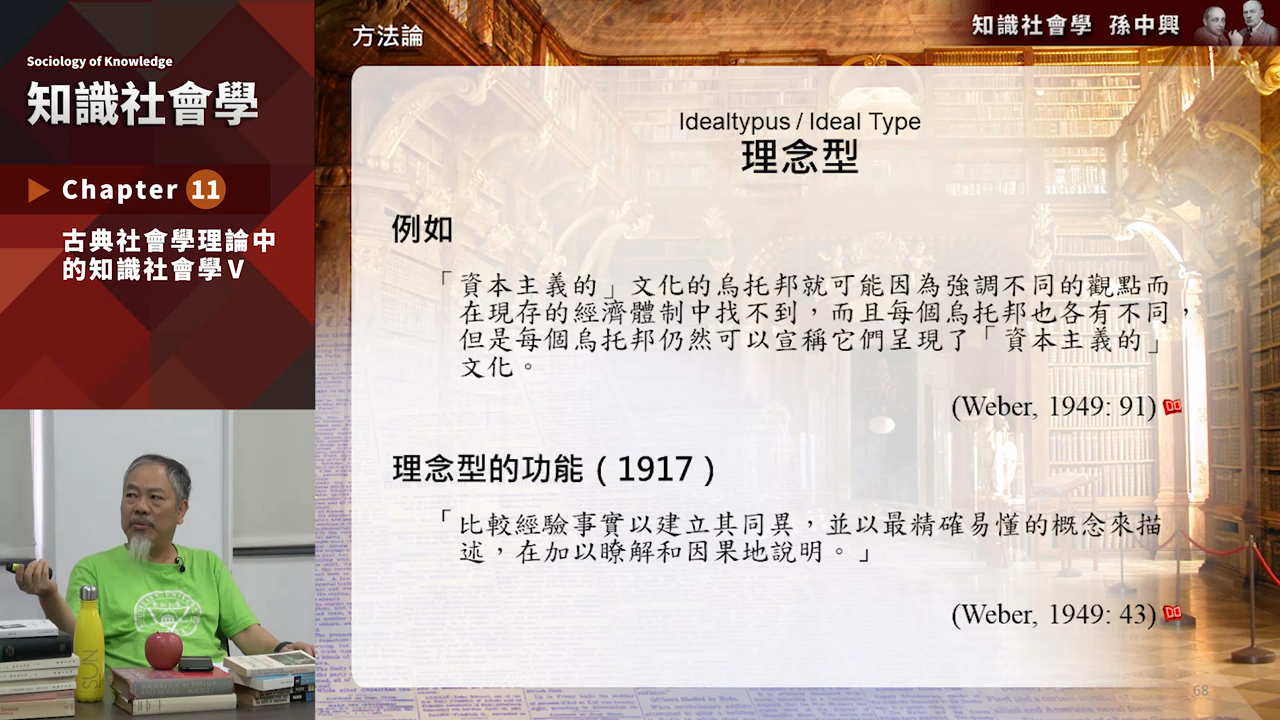 Sociology of Knowledge
知識社會學
Chapter 11
古典社會學理論中
的知識社會學 V
方法論
知識社會學 孫中興
Idealtypus / Ideal Type
理念型
例如
「資本主義的」文化的烏托邦就可能因為強調不同的觀點而
在現存的經濟體制中找不到，而且每個烏托邦也各有不同，
但是每個烏托邦仍然可以宣稱它們呈現了「資本主義的」
文化。
(Weber, 1949: 91)
理念型的功能（1917）
「比較經驗事實以建立其同異，並以最精確易懂的概念來描
述，在加以瞭解和因果地說明。」
(Weber, 1949: 43)
68
SUN